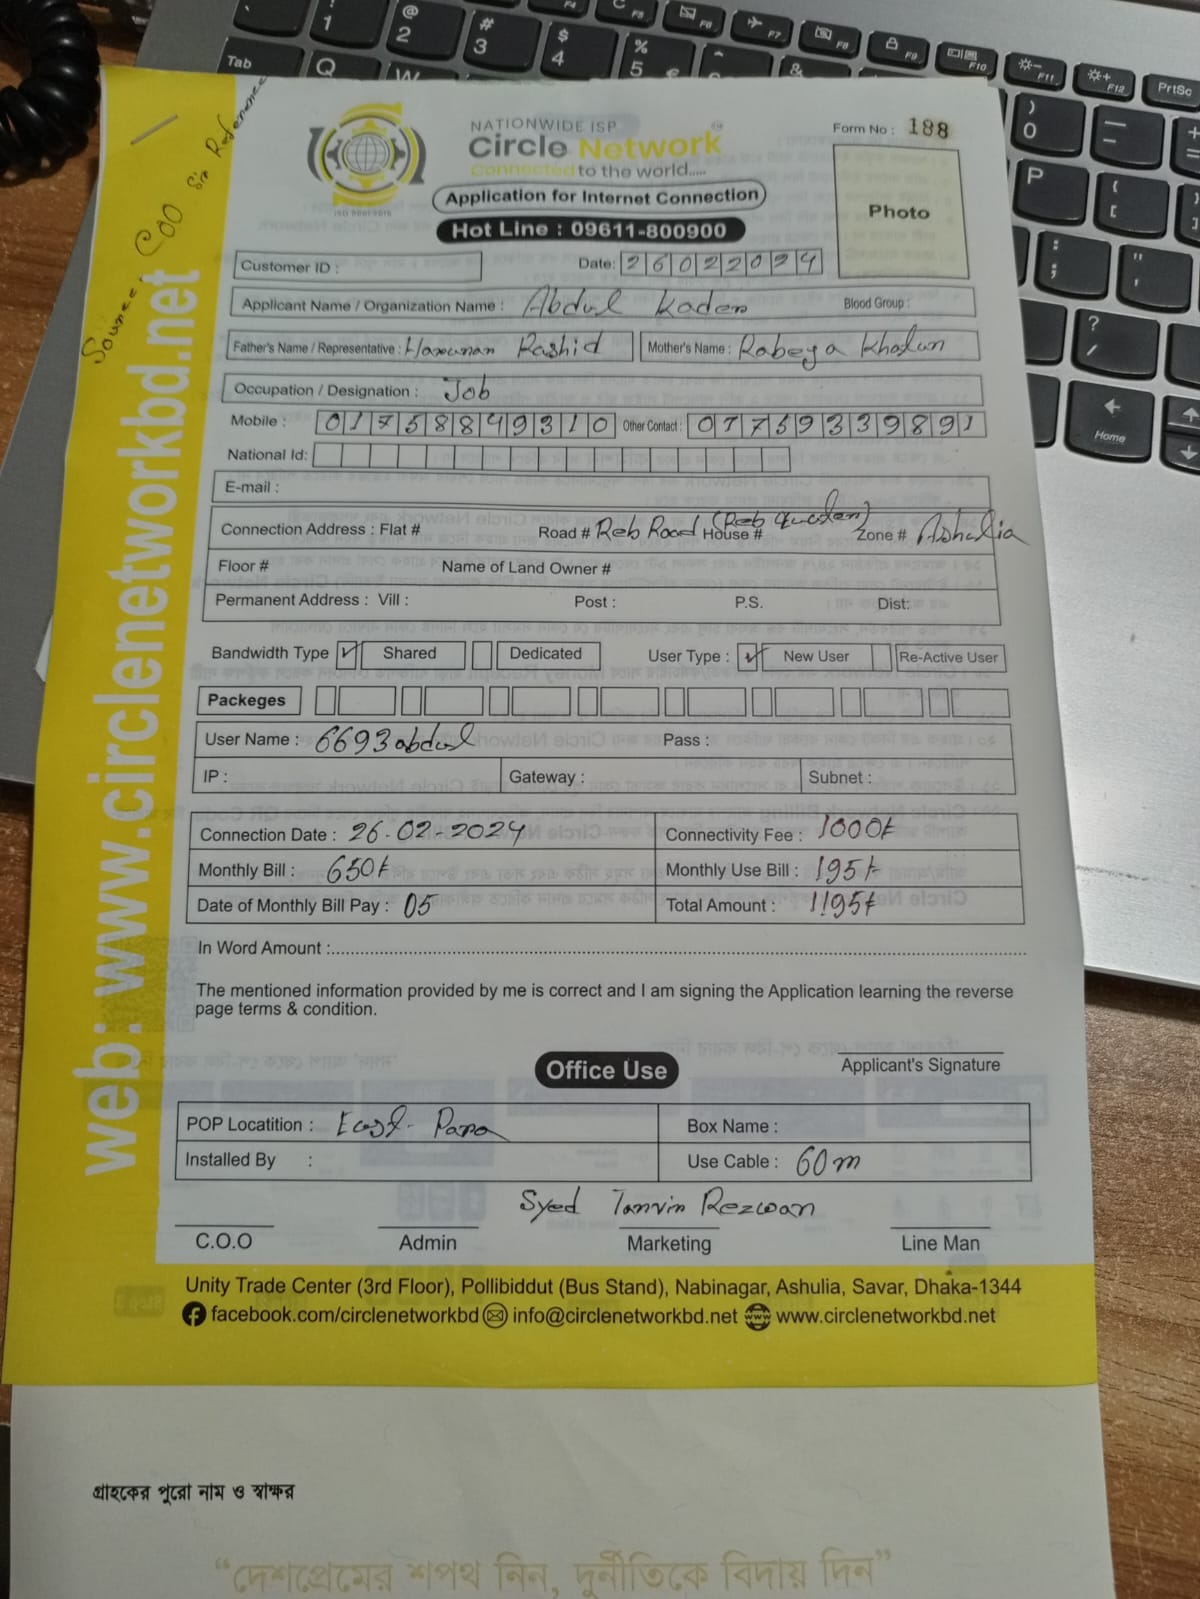 Source: COO Sir Reference
NATIONWIDE ISP
Circle Network
Connected to the world.....
ISO 9001:2015
Form No : 188
Application for Internet Connection
Hot Line : 09611-800900
Photo
Customer ID :
Date: 26022024
Applicant Name / Organization Name : Abdul Kader Blood Group :
Father's Name / Representative : Harunar Rashid Mother's Name : Rabeya Khatun
Occupation / Designation : Job
Mobile : 01758849310 Other Contact : 01759339891
National Id:
E-mail :
Connection Address : Flat # Road # Reb Road House # (Reb quarter) Zone # Ashulia
Floor # Name of Land Owner #
Permanent Address : Vill : Post : P.S. Dist:
Bandwidth Type ✓ Shared Dedicated User Type : ✓ New User Re-Active User
Packeges
User Name : 6693abdul Pass :
IP : Gateway : Subnet :
Connection Date : 26-02-2024 Connectivity Fee : 1000/-
Monthly Bill : 650/- Monthly Use Bill : 195/-
Date of Monthly Bill Pay : 05 Total Amount : 1195/-
In Word Amount :
The mentioned information provided by me is correct and I am signing the Application learning the reverse
page terms & condition.
Office Use
Applicant's Signature
POP Locatition : East-Para Box Name :
Installed By : Use Cable : 60m
Syed Tanvir Rezwan
C.O.O Admin Marketing Line Man
Unity Trade Center (3rd Floor), Pollibiddut (Bus Stand), Nabinagar, Ashulia, Savar, Dhaka-1344
facebook.com/circlenetworkbd info@circlenetworkbd.net www.circlenetworkbd.net
web: www.circlenetworkbd.net
গ্রাহকের পুরো নাম ও স্বাক্ষর
“দেশপ্রেমের শপথ নিন, দুর্নীতিকে বিদায় দিন”